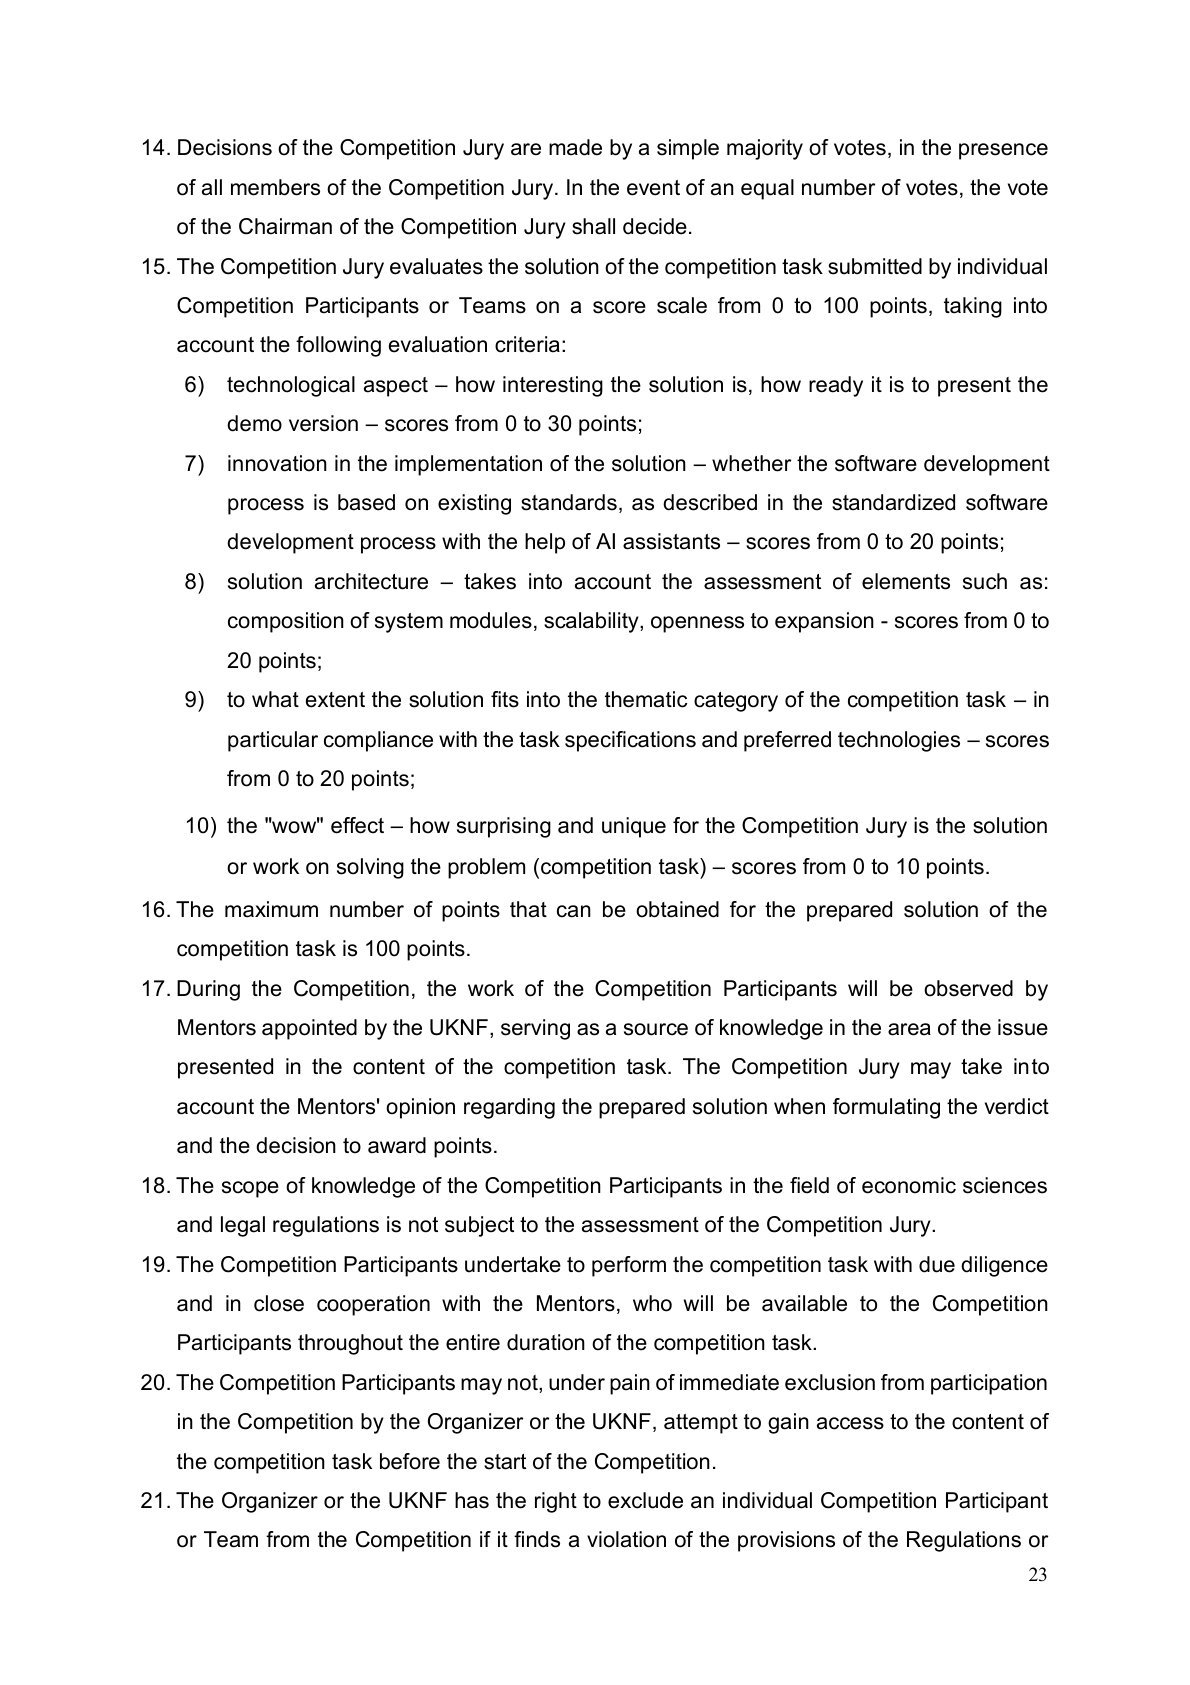 14. Decisions of the Competition Jury are made by a simple majority of votes, in the presence
of all members of the Competition Jury. In the event of an equal number of votes, the vote
of the Chairman of the Competition Jury shall decide.
15. The Competition Jury evaluates the solution of the competition task submitted by individual
Competition Participants or Teams on a score scale from 0 to 100 points, taking into
account the following evaluation criteria:
6) technological aspect – how interesting the solution is, how ready it is to present the
demo version – scores from 0 to 30 points;
7) innovation in the implementation of the solution – whether the software development
process is based on existing standards, as described in the standardized software
development process with the help of AI assistants – scores from 0 to 20 points;
8) solution architecture – takes into account the assessment of elements such as:
composition of system modules, scalability, openness to expansion - scores from 0 to
20 points;
9) to what extent the solution fits into the thematic category of the competition task – in
particular compliance with the task specifications and preferred technologies – scores
from 0 to 20 points;
10) the "wow" effect – how surprising and unique for the Competition Jury is the solution
or work on solving the problem (competition task) – scores from 0 to 10 points.
16. The maximum number of points that can be obtained for the prepared solution of the
competition task is 100 points.
17. During the Competition, the work of the Competition Participants will be observed by
Mentors appointed by the UKNF, serving as a source of knowledge in the area of the issue
presented in the content of the competition task. The Competition Jury may take into
account the Mentors' opinion regarding the prepared solution when formulating the verdict
and the decision to award points.
18. The scope of knowledge of the Competition Participants in the field of economic sciences
and legal regulations is not subject to the assessment of the Competition Jury.
19. The Competition Participants undertake to perform the competition task with due diligence
and in close cooperation with the Mentors, who will be available to the Competition
Participants throughout the entire duration of the competition task.
20. The Competition Participants may not, under pain of immediate exclusion from participation
in the Competition by the Organizer or the UKNF, attempt to gain access to the content of
the competition task before the start of the Competition.
21. The Organizer or the UKNF has the right to exclude an individual Competition Participant
or Team from the Competition if it finds a violation of the provisions of the Regulations or
23